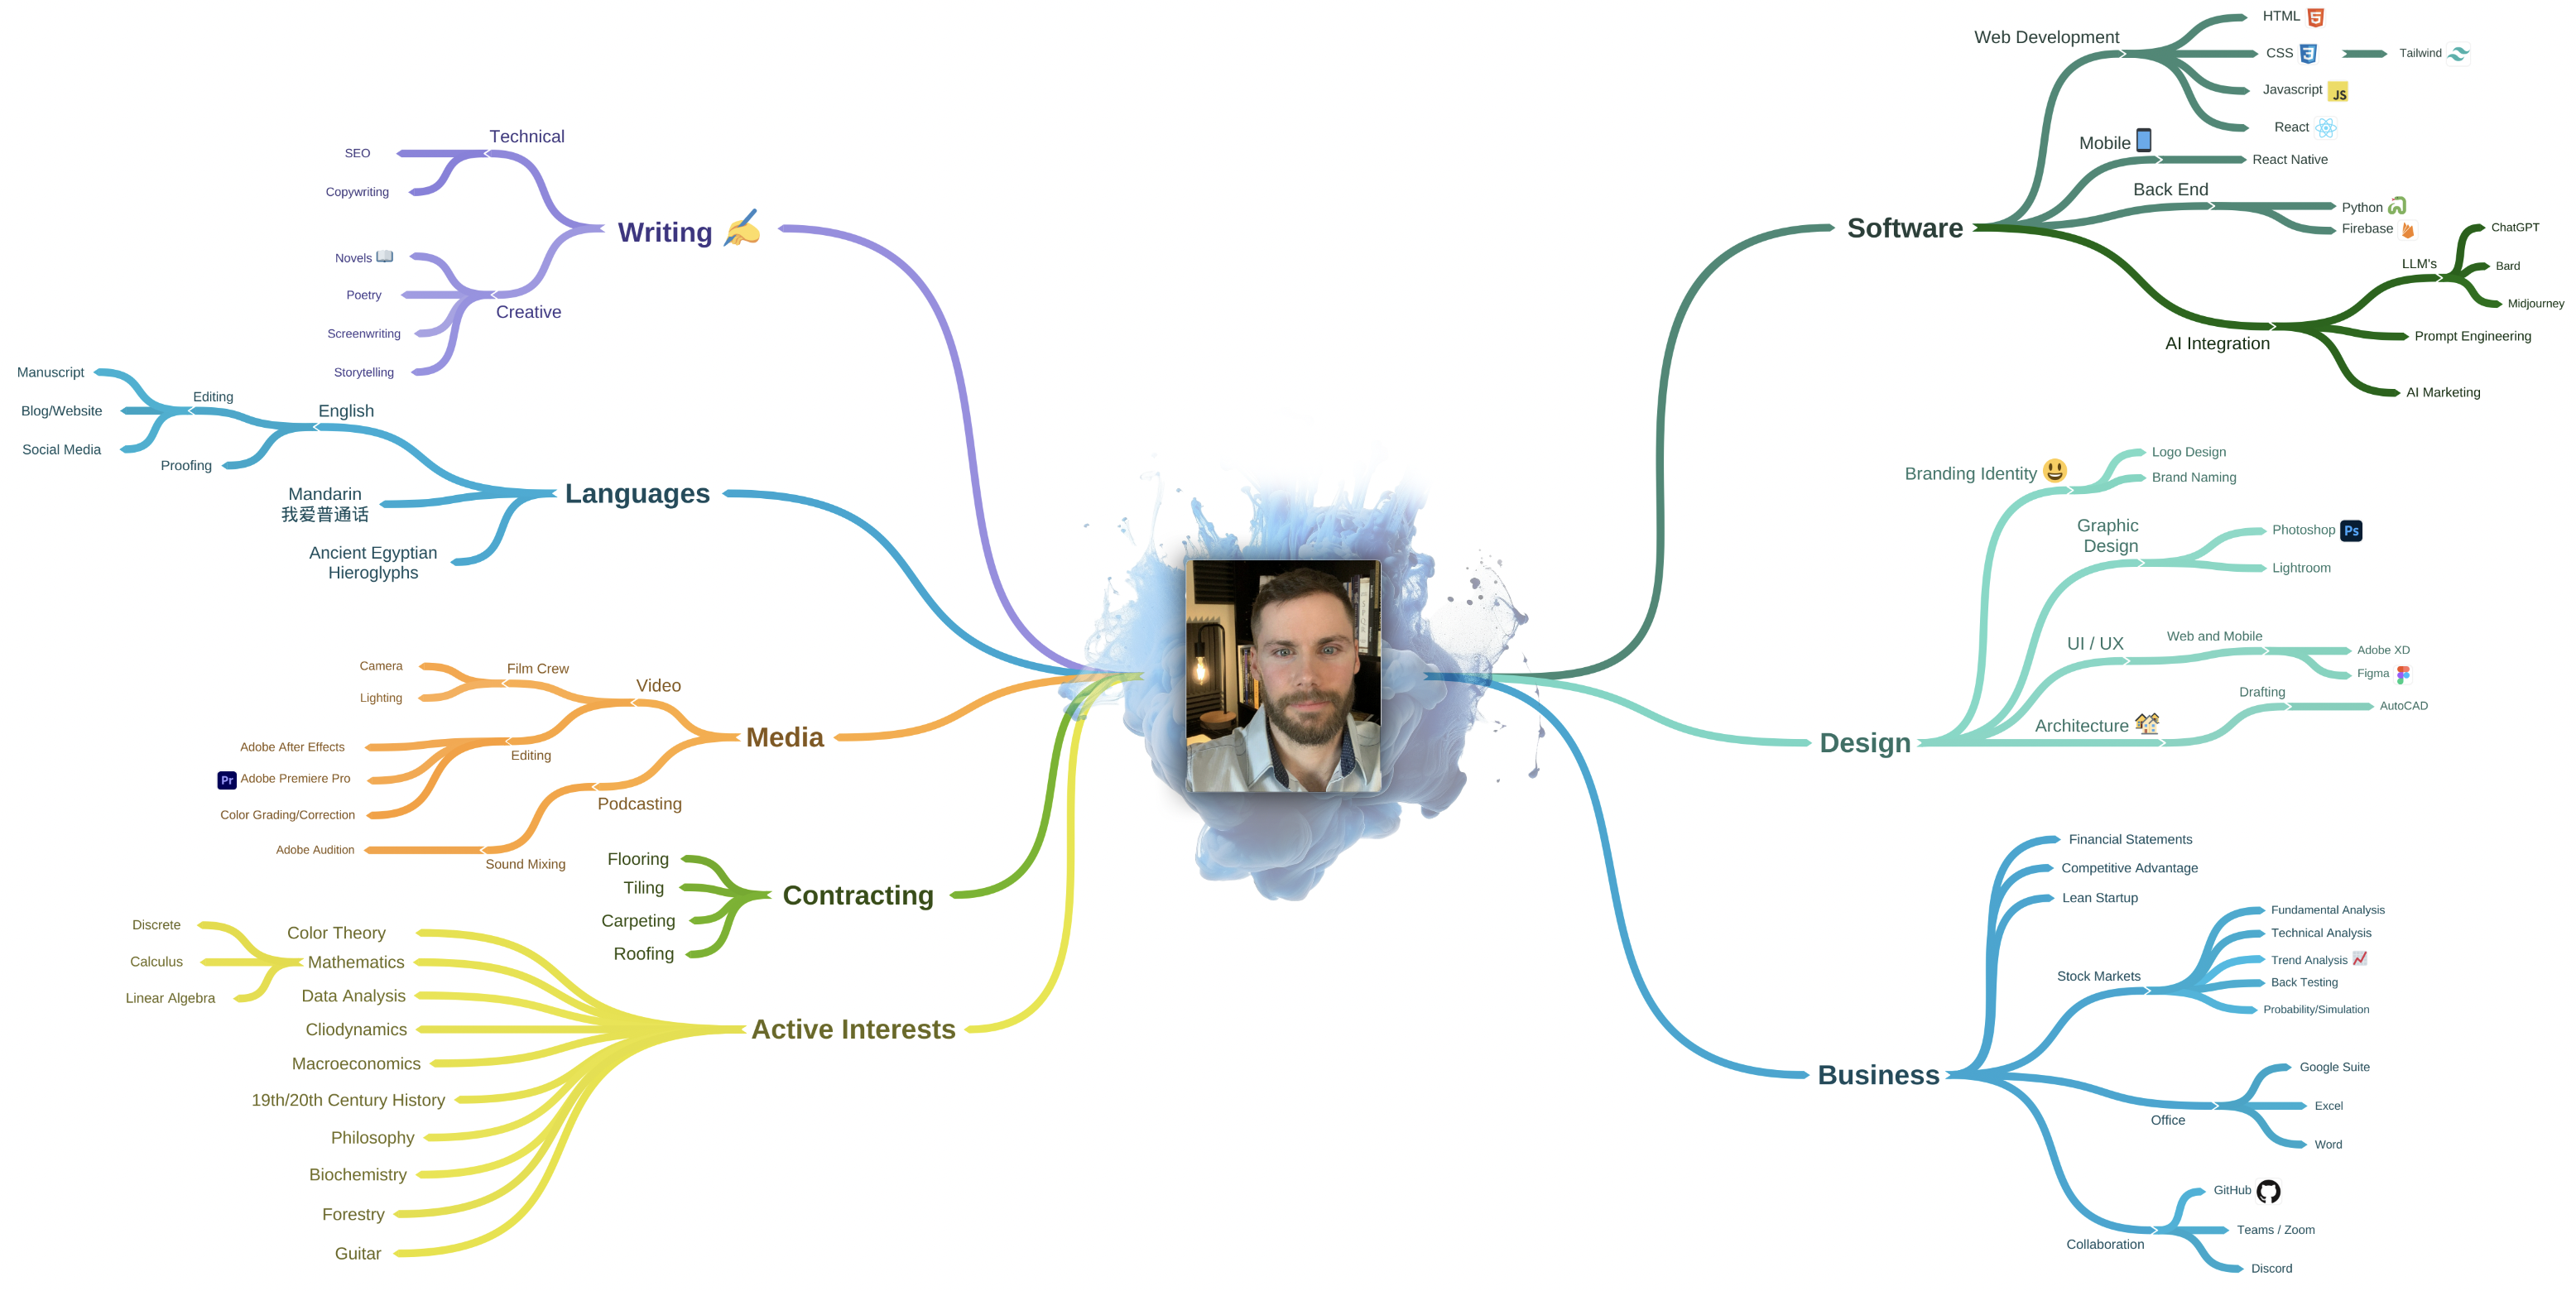 Writing
Technical
SEO
Copywriting
Creative
Novels
Poetry
Screenwriting
Storytelling
Languages
English
Editing
Manuscript
Blog/Website
Social Media
Proofing
Mandarin
我爱普通话
Ancient Egyptian
Hieroglyphs
Media
Video
Film Crew
Camera
Lighting
Editing
Adobe After Effects
Pr Adobe Premiere Pro
Color Grading/Correction
Podcasting
Sound Mixing
Adobe Audition
Contracting
Flooring
Tiling
Carpeting
Roofing
Active Interests
Color Theory
Mathematics
Discrete
Calculus
Linear Algebra
Data Analysis
Cliodynamics
Macroeconomics
19th/20th Century History
Philosophy
Biochemistry
Forestry
Guitar
Software
Web Development
HTML 5
CSS 3
Tailwind
Javascript JS
React
Mobile
React Native
Back End
Python
Firebase
AI Integration
LLM's
ChatGPT
Bard
Midjourney
Prompt Engineering
AI Marketing
Design
Branding Identity
Logo Design
Brand Naming
Graphic
Design
Photoshop Ps
Lightroom
UI / UX
Web and Mobile
Adobe XD
Figma
Architecture
Drafting
AutoCAD
Business
Financial Statements
Competitive Advantage
Lean Startup
Stock Markets
Fundamental Analysis
Technical Analysis
Trend Analysis
Back Testing
Probability/Simulation
Office
Google Suite
Excel
Word
Collaboration
GitHub
Teams / Zoom
Discord